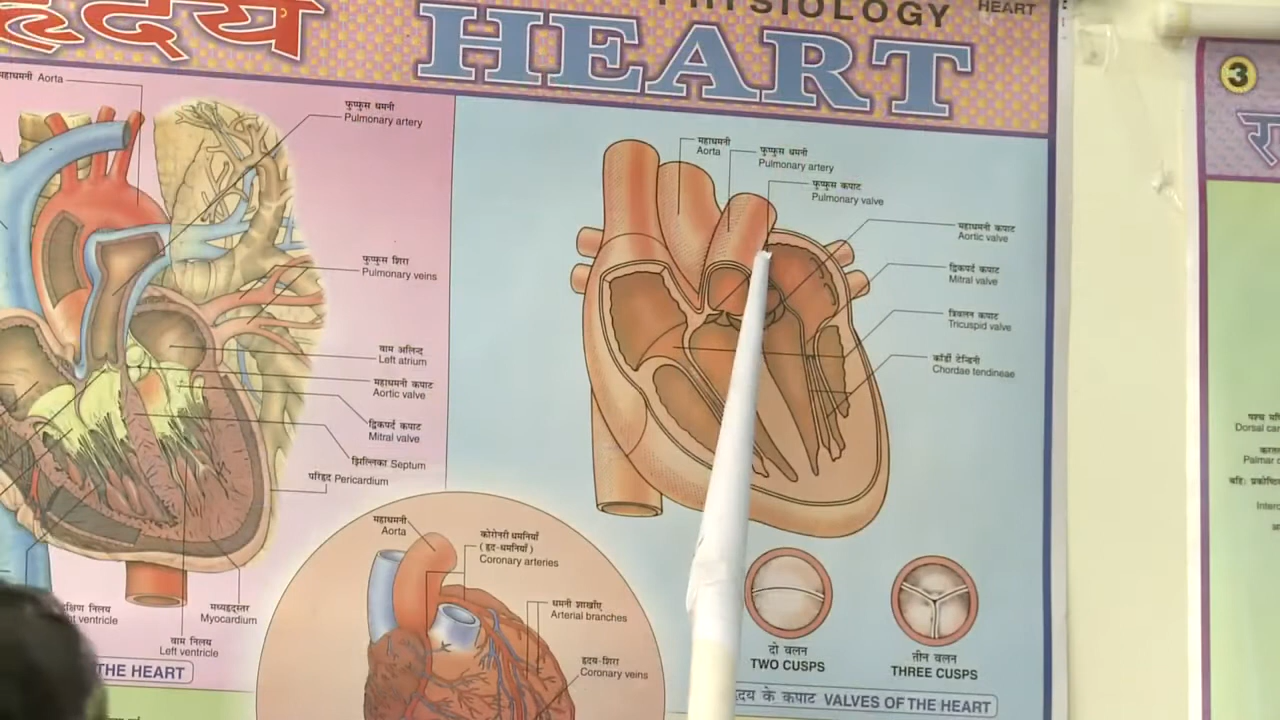 हृदय
PHYSIOLOGY
HEART
HEART
3
महाधमनी Aorta
फुप्फुस धमनी
Pulmonary artery
फुप्फुस शिरा
Pulmonary veins
वाम अलिन्द
Left atrium
महाधमनी कपाट
Aortic valve
द्विकपर्द कपाट
Mitral valve
झिल्लिका Septum
परिहृद Pericardium
मध्यहृद्स्तर
Myocardium
निलय
ventricle
वाम निलय
Left ventricle
THE HEART
महाधमनी
Aorta
कोरोनरी धमनियाँ
(हृद-धमनियाँ)
Coronary arteries
धमनी शाखाएँ
Arterial branches
हृदय-शिरा
Coronary veins
महाधमनी
Aorta
फुप्फुस धमनी
Pulmonary artery
फुप्फुस कपाट
Pulmonary valve
महाधमनी कपाट
Aortic valve
द्विकपर्द कपाट
Mitral valve
त्रिवलन कपाट
Tricuspid valve
कॉर्डी टेन्डिनी
Chordae tendineae
दो वलन
TWO CUSPS
तीन वलन
THREE CUSPS
के कपाट VALVES OF THE HEART
Dorsal
Palmar